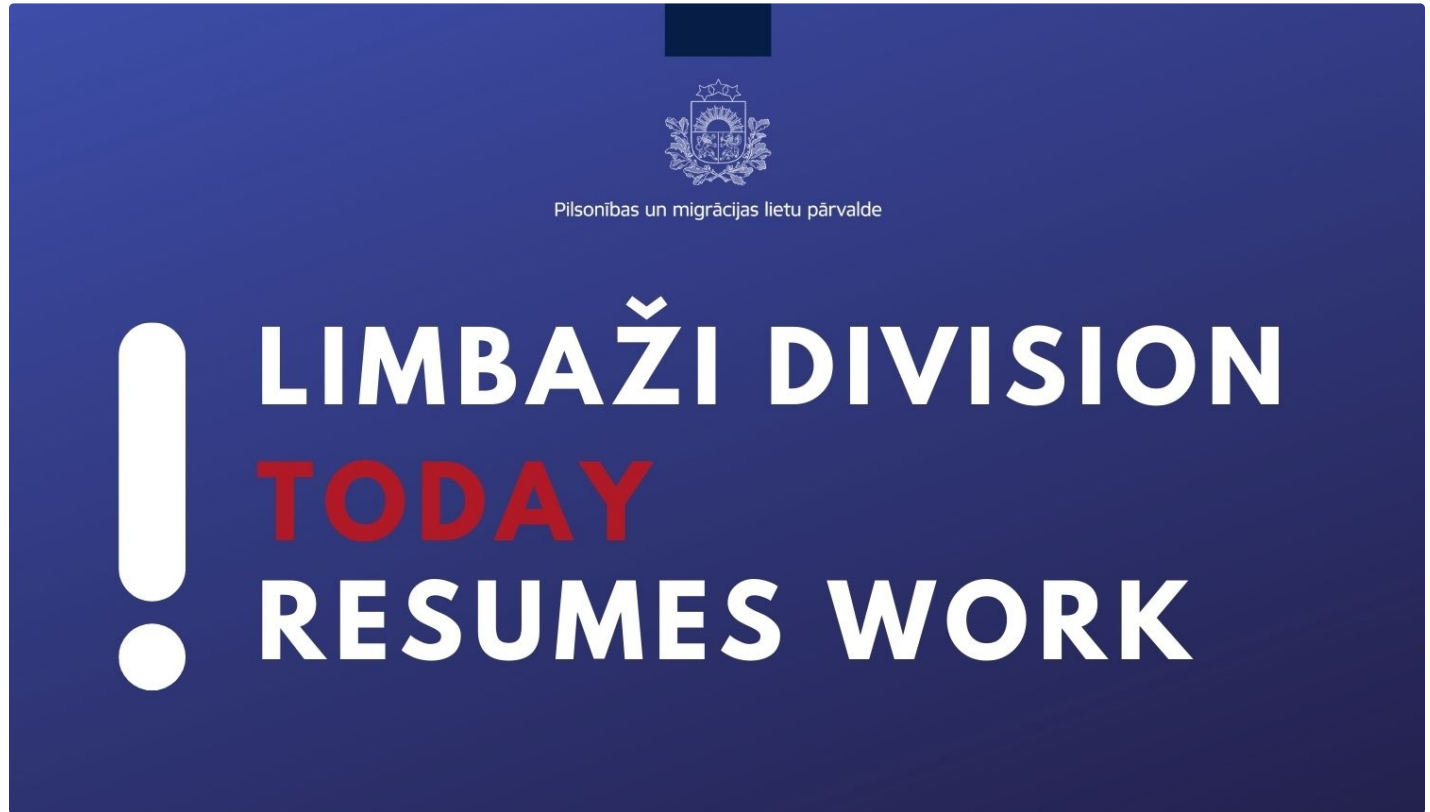 Pilsonības un migrācijas lietu pārvalde
LIMBAŽI DIVISION
TODAY
RESUMES WORK